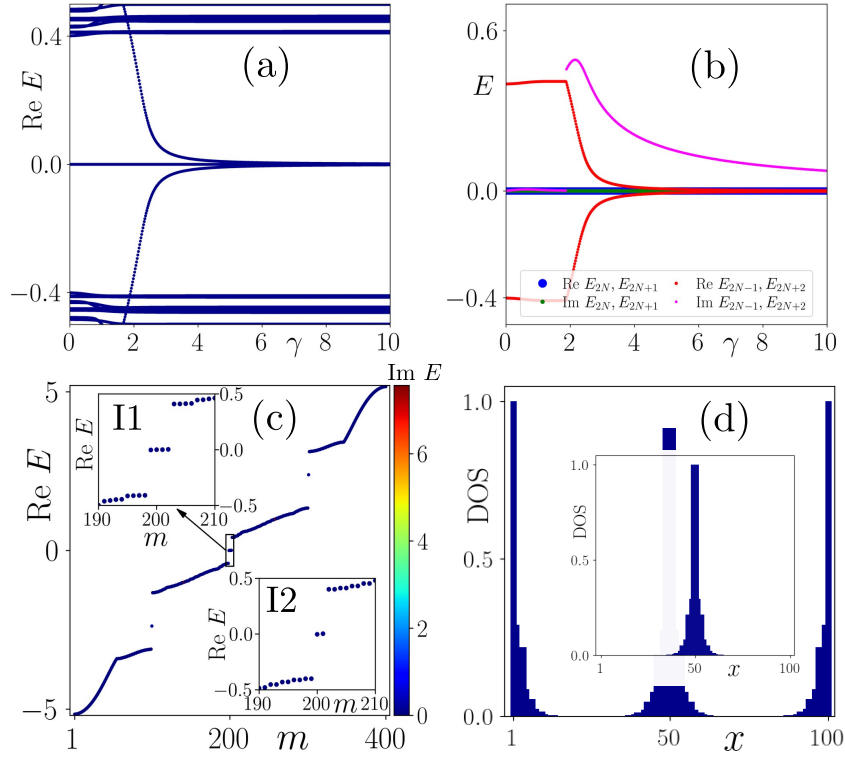 0.4
0.0
−0.4
Re E
(a)
0 2 4 6 8 10
γ
0.6
E
0.0
−0.4
(b)
Re E2N, E2N+1
Im E2N, E2N+1
Re E2N−1, E2N+2
Im E2N−1, E2N+2
0 2 4 6 8 10
γ
5
0
−5
Re E
(c)
I1
Re E
0.5
0.0
−0.5
190 200 210
m
I2
Re E
0.5
0.0
−0.5
190 200 210
m
1 200 400
m
Im E
6
4
2
0
1.0
0.5
0.0
DOS
(d)
1.0
0.5
0.0
DOS
1 50 100
x
1 50 100
x